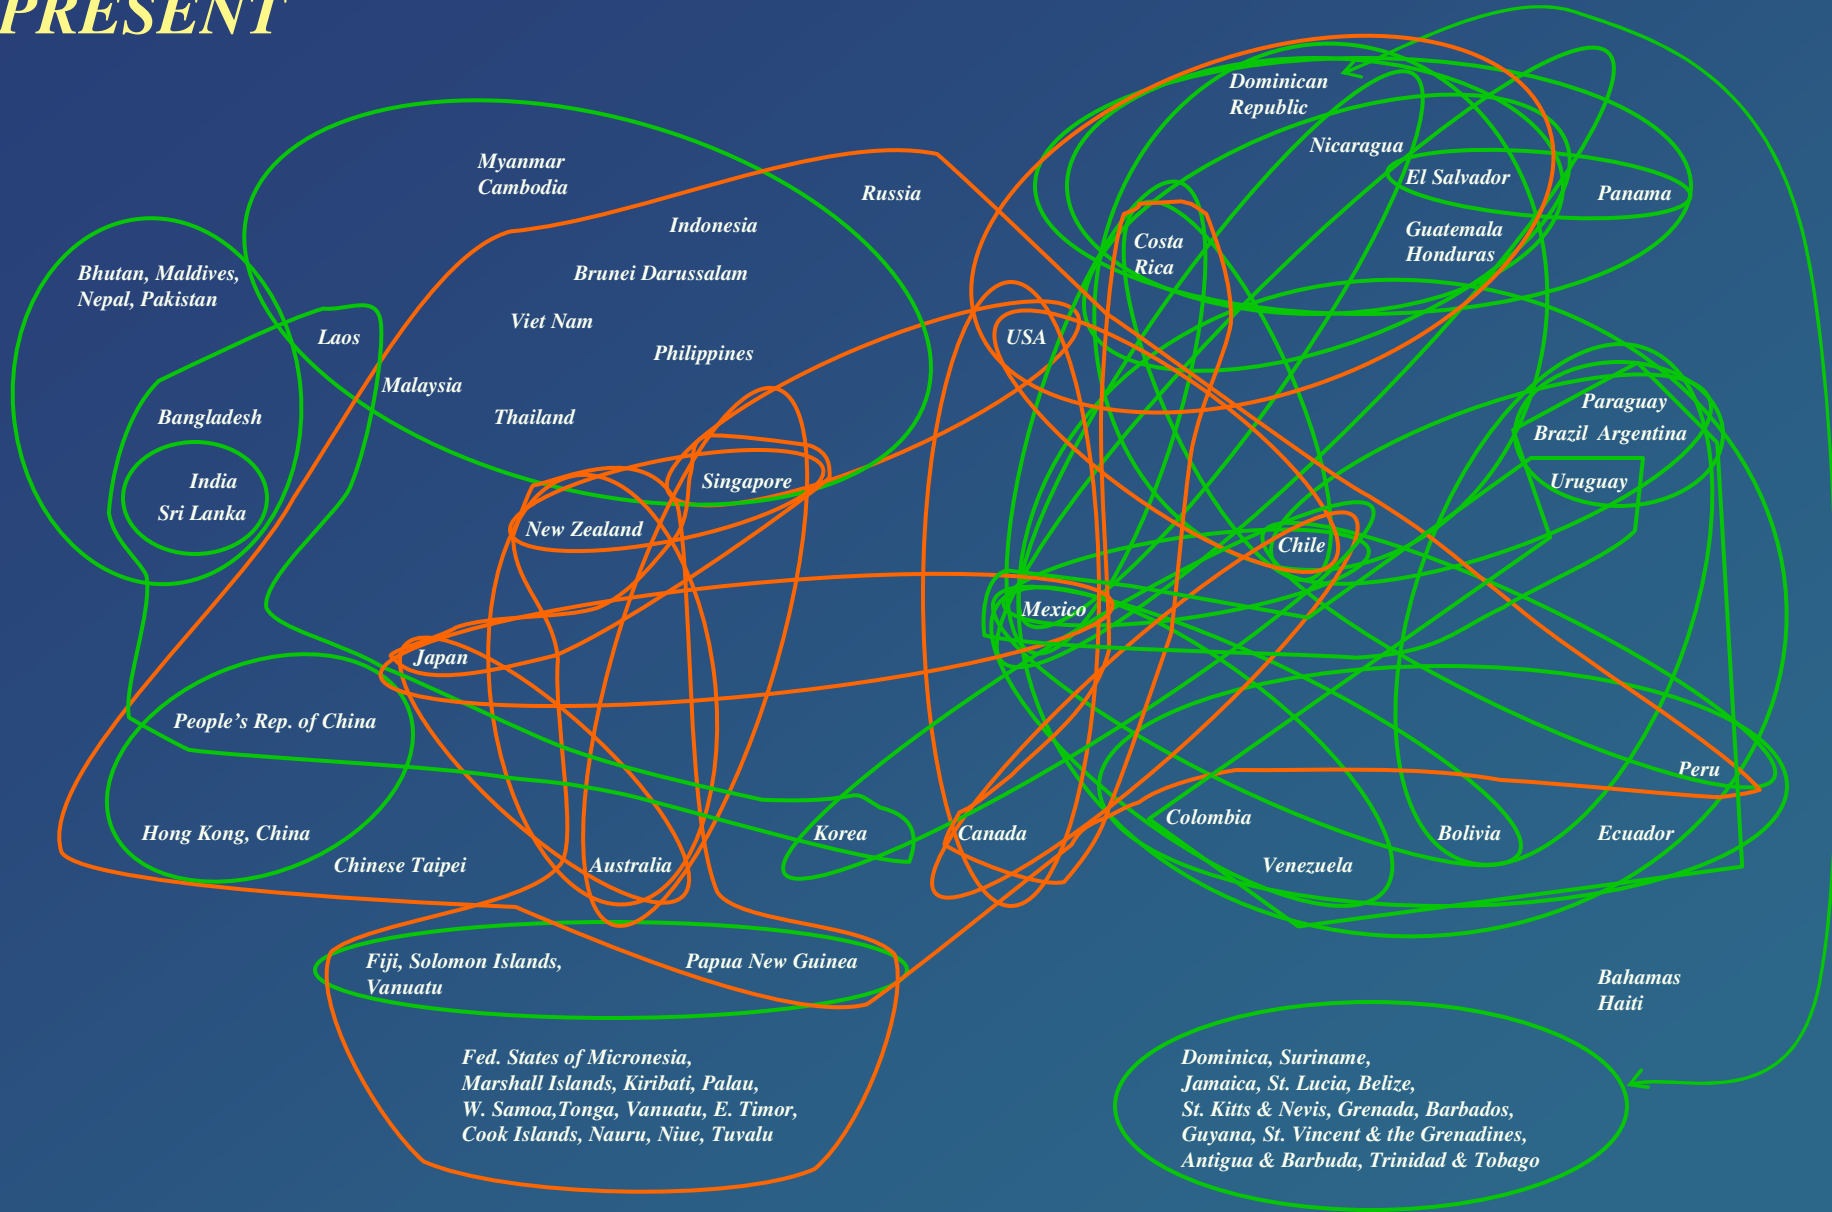 PRESENT
Dominican
Republic
Nicaragua
Myanmar
Cambodia
El Salvador
Russia
Panama
Indonesia
Guatemala
Honduras
Costa
Rica
Bhutan, Maldives,
Nepal, Pakistan
Brunei Darussalam
Viet Nam
Laos
USA
Philippines
Malaysia
Paraguay
Bangladesh
Thailand
Brazil Argentina
India
Singapore
Uruguay
Sri Lanka
New Zealand
Chile
Mexico
Japan
People's Rep. of China
Peru
Colombia
Hong Kong, China
Korea
Canada
Bolivia
Ecuador
Chinese Taipei
Australia
Venezuela
Fiji, Solomon Islands,
Vanuatu
Papua New Guinea
Bahamas
Haiti
Fed. States of Micronesia,
Marshall Islands, Kiribati, Palau,
W. Samoa,Tonga, Vanuatu, E. Timor,
Cook Islands, Nauru, Niue, Tuvalu
Dominica, Suriname,
Jamaica, St. Lucia, Belize,
St. Kitts & Nevis, Grenada, Barbados,
Guyana, St. Vincent & the Grenadines,
Antigua & Barbuda, Trinidad & Tobago